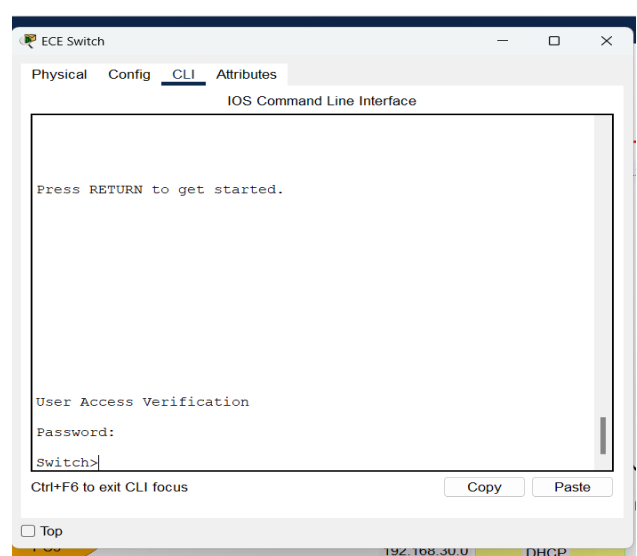 ECE Switch
Physical Config CLI Attributes
IOS Command Line Interface
Press RETURN to get started.
User Access Verification
Password:
Switch>
Ctrl+F6 to exit CLI focus
Copy Paste
Top
192.168.30.0 DHCP